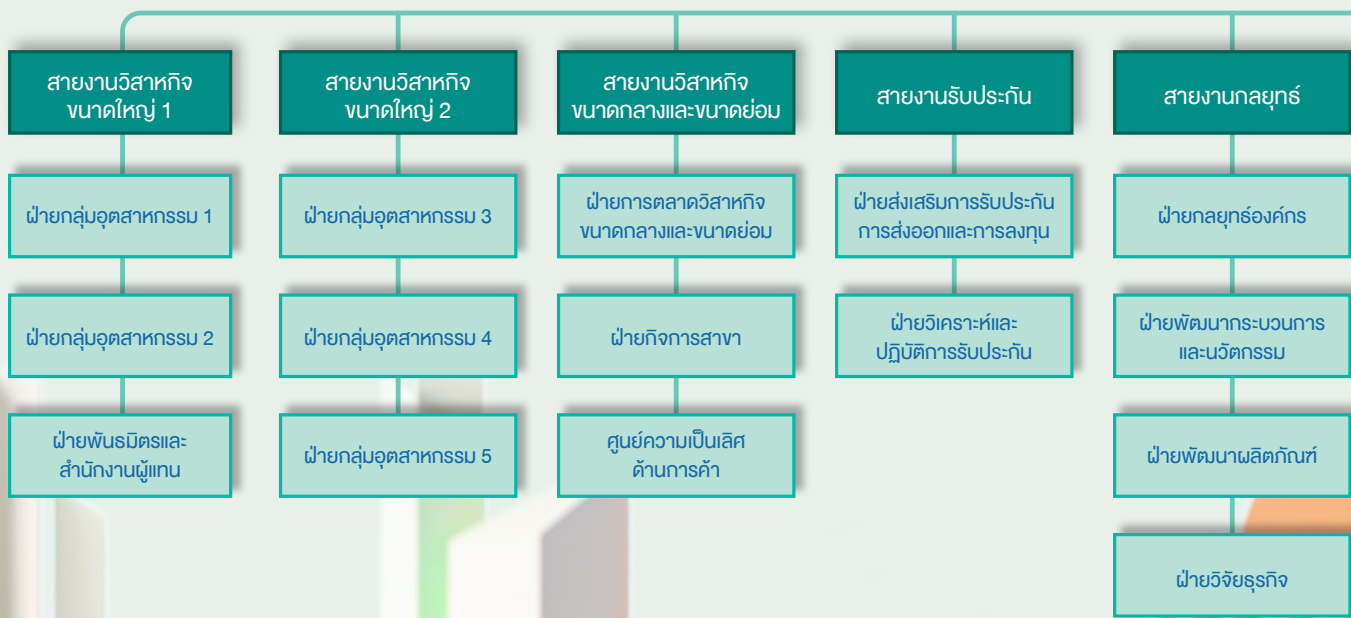 สายงานวิสาหกิจ
ขนาดใหญ่ 1
สายงานวิสาหกิจ
ขนาดใหญ่ 2
สายงานวิสาหกิจ
ขนาดกลางและขนาดย่อม
สายงานรับประกัน
สายงานกลยุทธ์
ฝ่ายกลุ่มอุตสาหกรรม 1
ฝ่ายกลุ่มอุตสาหกรรม 3
ฝ่ายการตลาดวิสาหกิจ
ขนาดกลางและขนาดย่อม
ฝ่ายส่งเสริมการรับประกัน
การส่งออกและการลงทุน
ฝ่ายกลยุทธ์องค์กร
ฝ่ายกลุ่มอุตสาหกรรม 2
ฝ่ายกลุ่มอุตสาหกรรม 4
ฝ่ายกิจการสาขา
ฝ่ายวิเคราะห์และ
ปฏิบัติการรับประกัน
ฝ่ายพัฒนากระบวนการ
และนวัตกรรม
ฝ่ายพันธมิตรและ
สำนักงานผู้แทน
ฝ่ายกลุ่มอุตสาหกรรม 5
ศูนย์ความเป็นเลิศ
ด้านการค้า
ฝ่ายพัฒนาผลิตภัณฑ์
ฝ่ายวิจัยธุรกิจ